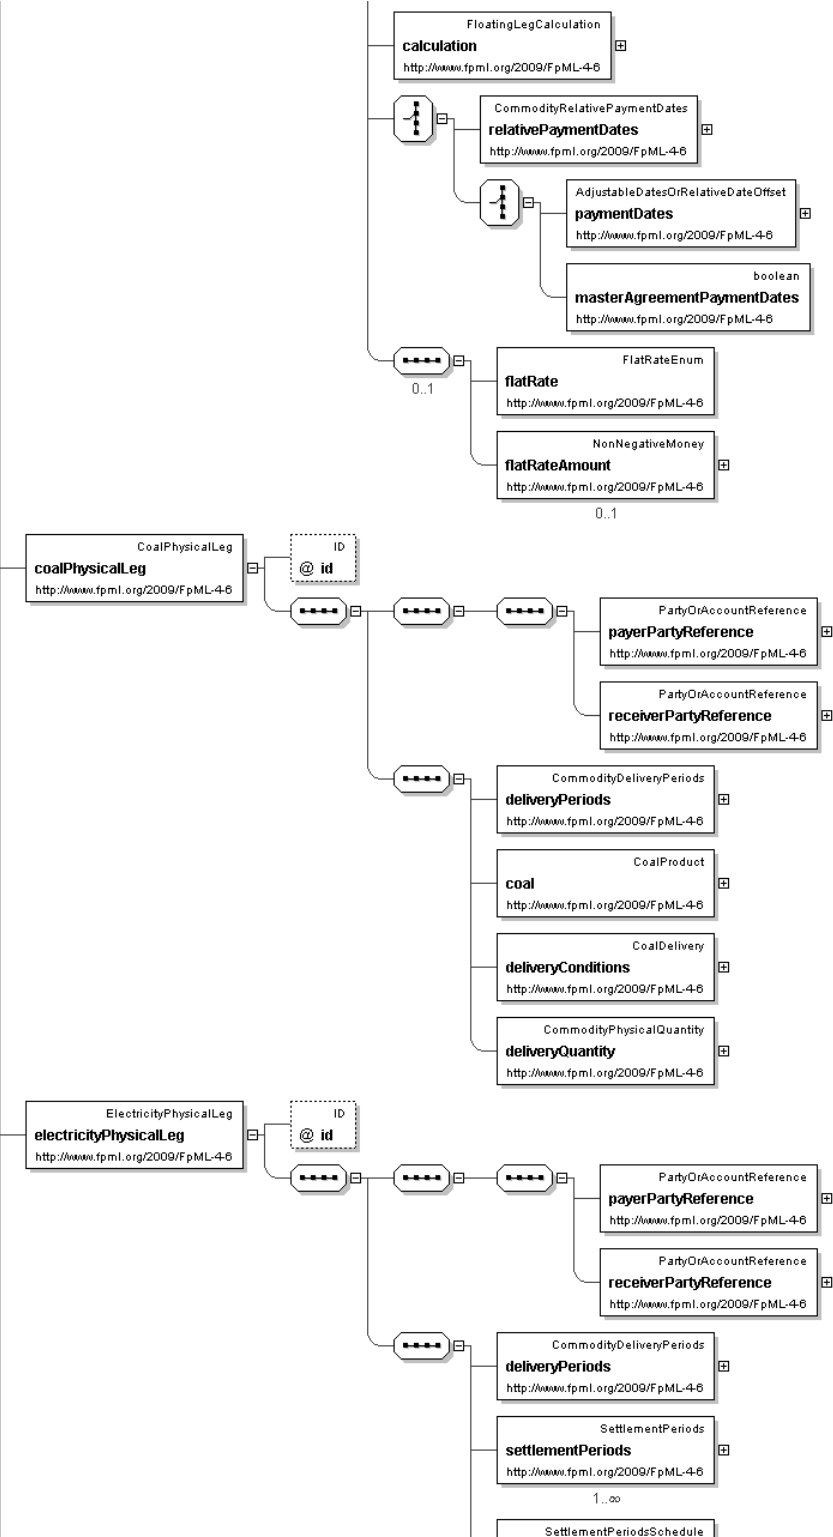 FloatingLegCalculation
calculation
http://www.fpml.org/2009/FpML-4-6
CommodityRelativePaymentDates
relativePaymentDates
http://www.fpml.org/2009/FpML-4-6
AdjustableDatesOrRelativeDateOffset
paymentDates
http://www.fpml.org/2009/FpML-4-6
boolean
masterAgreementPaymentDates
http://www.fpml.org/2009/FpML-4-6
0..1
FlatRateEnum
flatRate
http://www.fpml.org/2009/FpML-4-6
NonNegativeMoney
flatRateAmount
http://www.fpml.org/2009/FpML-4-6
0..1
CoalPhysicalLeg
coalPhysicalLeg
http://www.fpml.org/2009/FpML-4-6
ID
@ id
PartyOrAccountReference
payerPartyReference
http://www.fpml.org/2009/FpML-4-6
PartyOrAccountReference
receiverPartyReference
http://www.fpml.org/2009/FpML-4-6
CommodityDeliveryPeriods
deliveryPeriods
http://www.fpml.org/2009/FpML-4-6
CoalProduct
coal
http://www.fpml.org/2009/FpML-4-6
CoalDelivery
deliveryConditions
http://www.fpml.org/2009/FpML-4-6
CommodityPhysicalQuantity
deliveryQuantity
http://www.fpml.org/2009/FpML-4-6
ElectricityPhysicalLeg
electricityPhysicalLeg
http://www.fpml.org/2009/FpML-4-6
ID
@ id
PartyOrAccountReference
payerPartyReference
http://www.fpml.org/2009/FpML-4-6
PartyOrAccountReference
receiverPartyReference
http://www.fpml.org/2009/FpML-4-6
CommodityDeliveryPeriods
deliveryPeriods
http://www.fpml.org/2009/FpML-4-6
SettlementPeriods
settlementPeriods
http://www.fpml.org/2009/FpML-4-6
1..∞
SettlementPeriodsSchedule